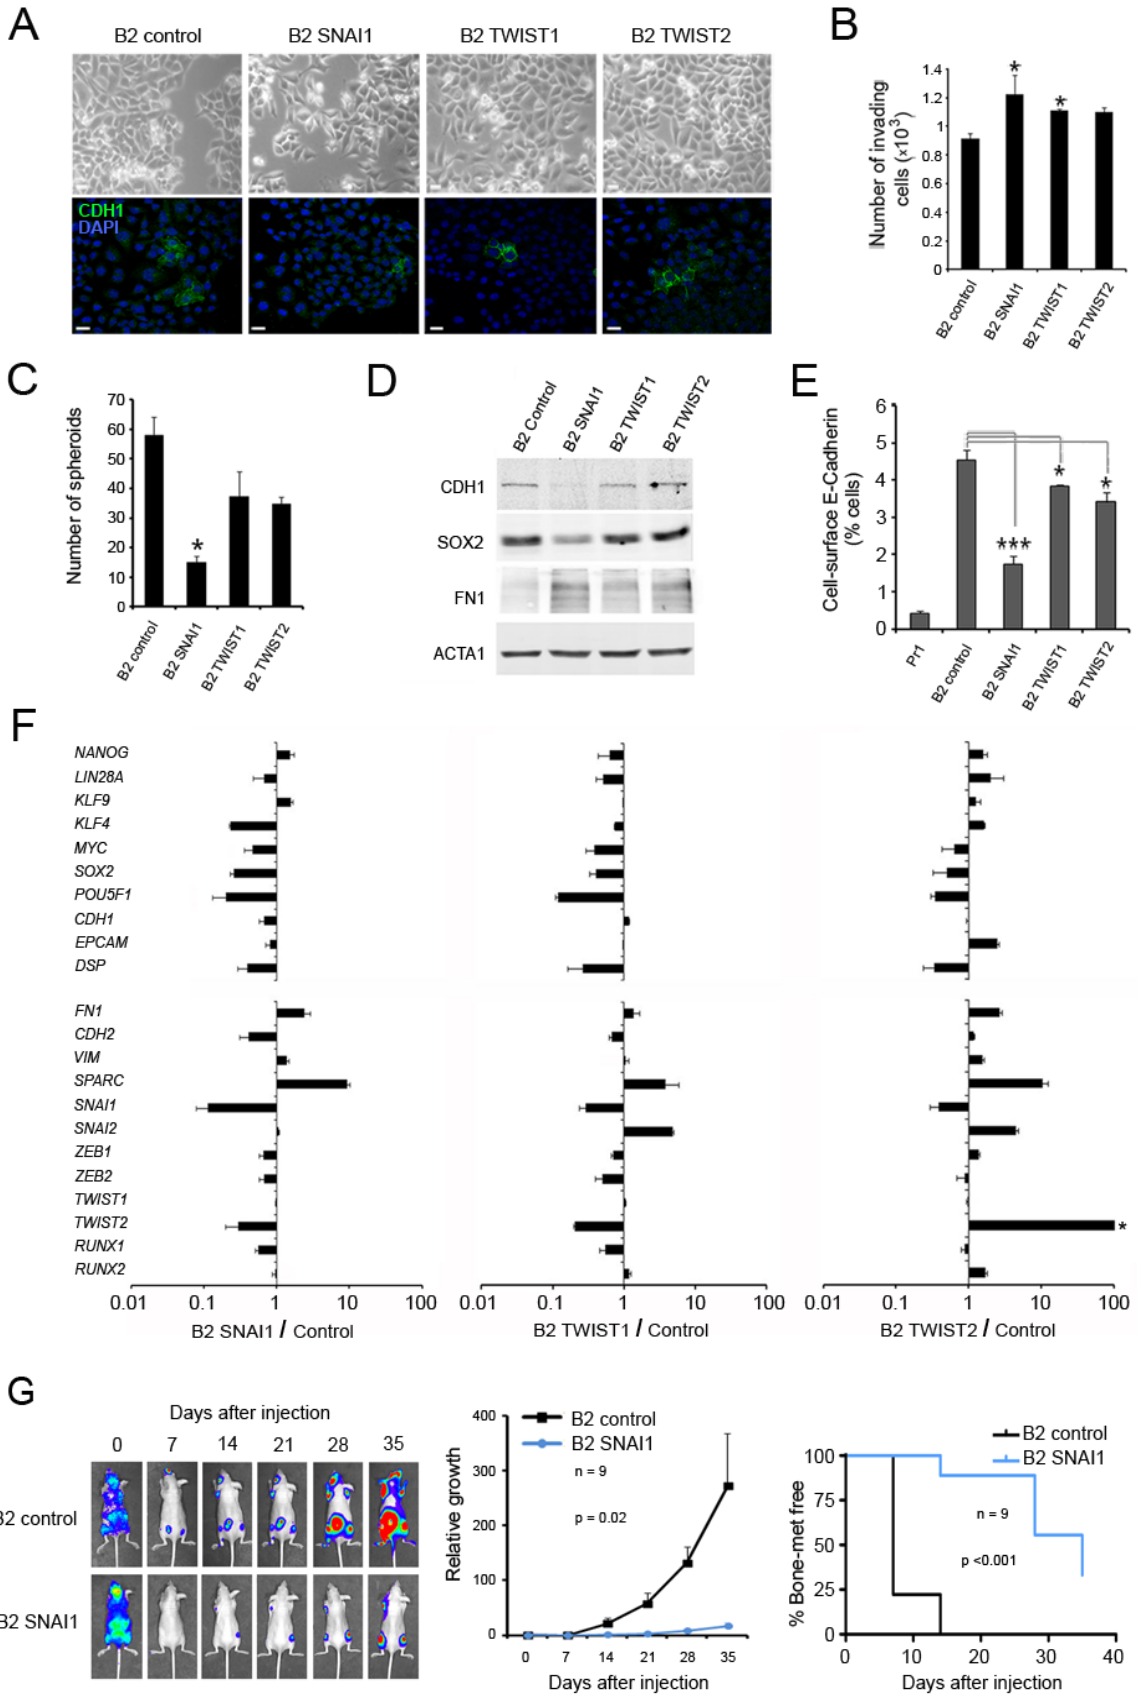 A
B2 control
B2 SNAI1
B2 TWIST1
B2 TWIST2
CDH1
DAPI
B
Number of invading
cells (×10³)
1.4
1.2
1
0.8
0.6
0.4
0.2
0
*
*
B2 control
B2 SNAI1
B2 TWIST1
B2 TWIST2
C
Number of spheroids
70
60
50
40
30
20
10
0
*
B2 control
B2 SNAI1
B2 TWIST1
B2 TWIST2
D
B2 Control
B2 SNAI1
B2 TWIST1
B2 TWIST2
CDH1
SOX2
FN1
ACTA1
E
Cell-surface E-Cadherin
(% cells)
6
5
4
3
2
1
0
***
*
*
Pr1
B2 control
B2 SNAI1
B2 TWIST1
B2 TWIST2
F
NANOG
LIN28A
KLF9
KLF4
MYC
SOX2
POU5F1
CDH1
EPCAM
DSP
FN1
CDH2
VIM
SPARC
SNAI1
SNAI2
ZEB1
ZEB2
TWIST1
TWIST2
RUNX1
RUNX2
*
0.01 0.1 1 10 100
B2 SNAI1 / Control
0.01 0.1 1 10 100
B2 TWIST1 / Control
0.01 0.1 1 10 100
B2 TWIST2 / Control
G
Days after injection
0 7 14 21 28 35
B2 control
B2 SNAI1
Relative growth
400
300
200
100
0
B2 control
B2 SNAI1
n = 9
p = 0.02
0 7 14 21 28 35
Days after injection
% Bone-met free
100
75
50
25
0
B2 control
B2 SNAI1
n = 9
p <0.001
0 10 20 30 40
Days after injection